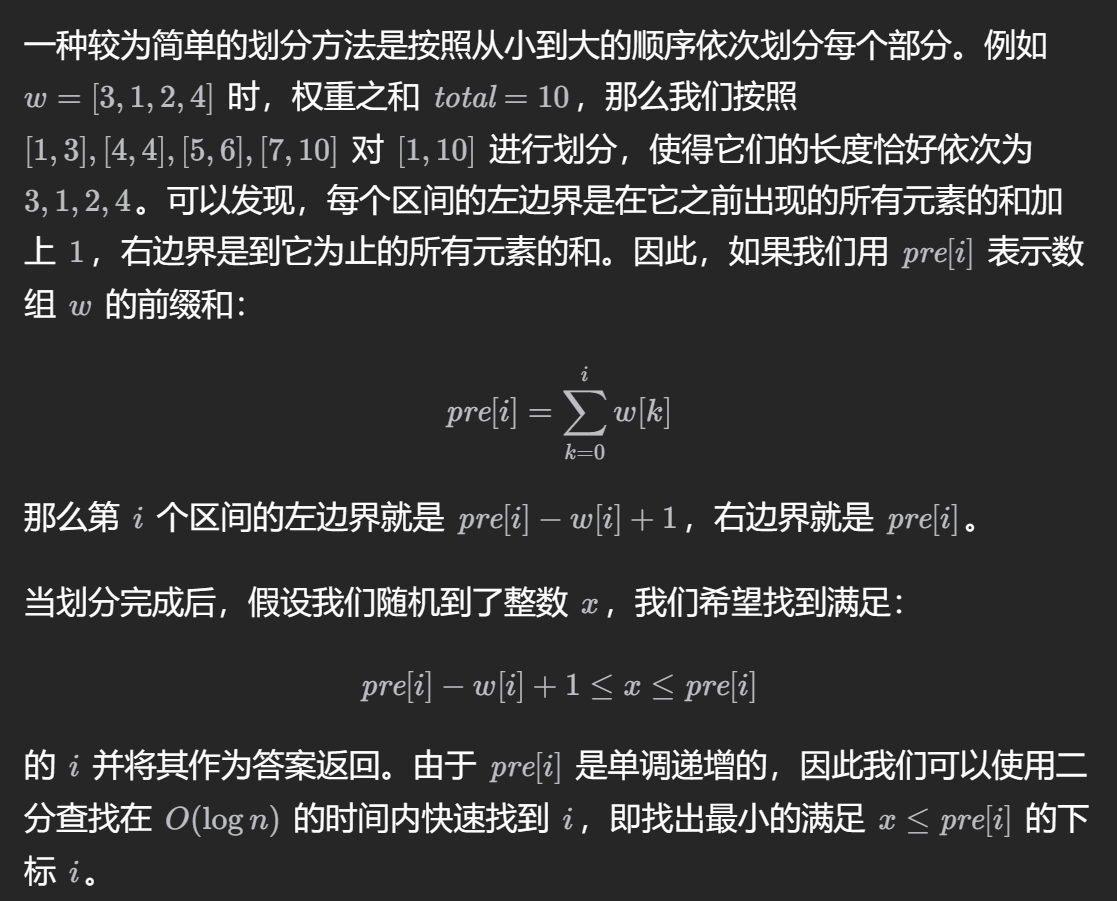 一种较为简单的划分方法是按照从小到大的顺序依次划分每个部分。例如
w = [3, 1, 2, 4] 时，权重之和 total = 10，那么我们按照
[1, 3], [4, 4], [5, 6], [7, 10] 对 [1, 10] 进行划分，使得它们的长度恰好依次为
3, 1, 2, 4。可以发现，每个区间的左边界是在它之前出现的所有元素的和加
上 1，右边界是到它为止的所有元素的和。因此，如果我们用 pre[i] 表示数
组 w 的前缀和：
pre[i] = ∑_{k=0}^{i} w[k]
那么第 i 个区间的左边界就是 pre[i] − w[i] + 1，右边界就是 pre[i]。
当划分完成后，假设我们随机到了整数 x，我们希望找到满足：
pre[i] − w[i] + 1 ≤ x ≤ pre[i]
的 i 并将其作为答案返回。由于 pre[i] 是单调递增的，因此我们可以使用二
分查找在 O(log n) 的时间内快速找到 i，即找出最小的满足 x ≤ pre[i] 的下
标 i。